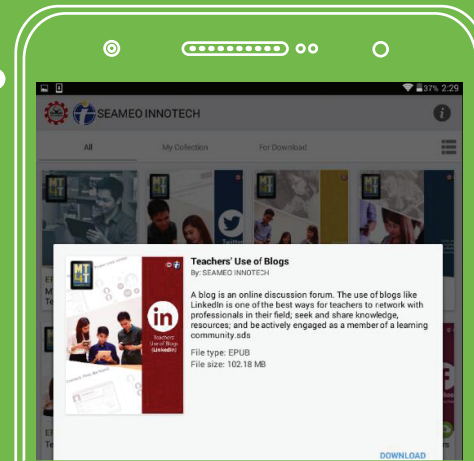 37% 2:29
SEAMEO INNOTECH
All My Collection For Download
Teachers' Use of Blogs
By: SEAMEO INNOTECH
A blog is an online discussion forum. The use of blogs like
LinkedIn is one of the best ways for teachers to network with
professionals in their field; seek and share knowledge,
resources; and be actively engaged as a member of a learning
community.sds
File type: EPUB
File size: 102.18 MB
MT
4T
in
Teachers'
Use of Blogs
(LinkedIn)
DOWNLOAD